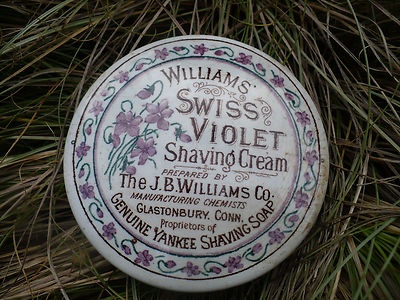 WILLIAMS'
SWISS
VIOLET
Shaving Cream
PREPARED BY
THE J.B. WILLIAMS CO.
MANUFACTURING CHEMISTS
GLASTONBURY. CONN.
Proprietors of
GENUINE YANKEE SHAVING SOAP